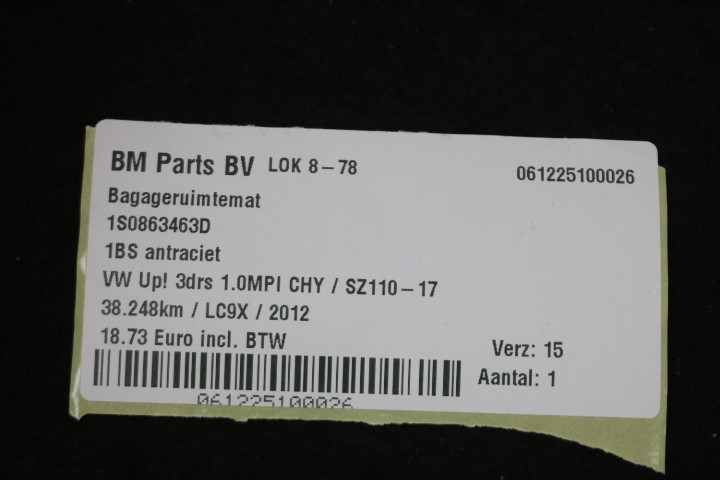 BM Parts BV LOK 8-78 061225100026
Bagageruimtemat
1S0863463D
1BS antraciet
VW Up! 3drs 1.0MPI CHY / SZ110-17
38.248km / LC9X / 2012
18.73 Euro incl. BTW
Verz: 15
Aantal: 1
061225100026